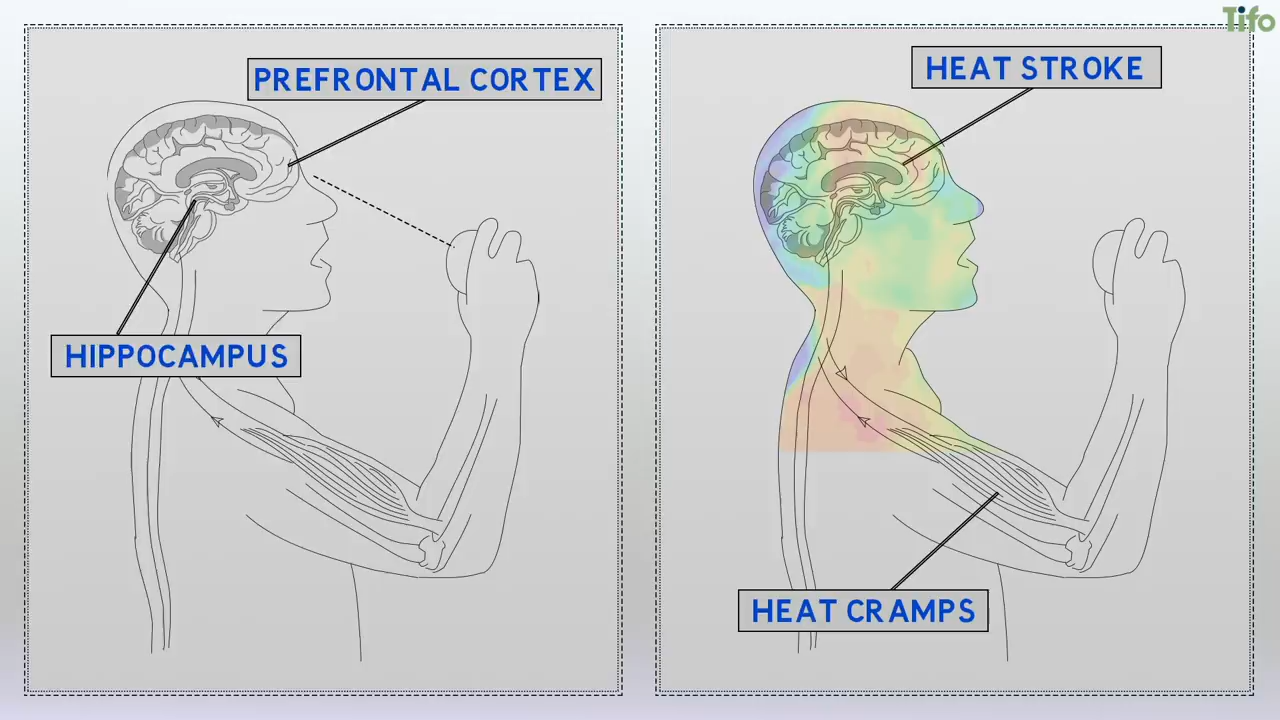 Tifo
PREFRONTAL CORTEX
HIPPOCAMPUS
HEAT STROKE
HEAT CRAMPS